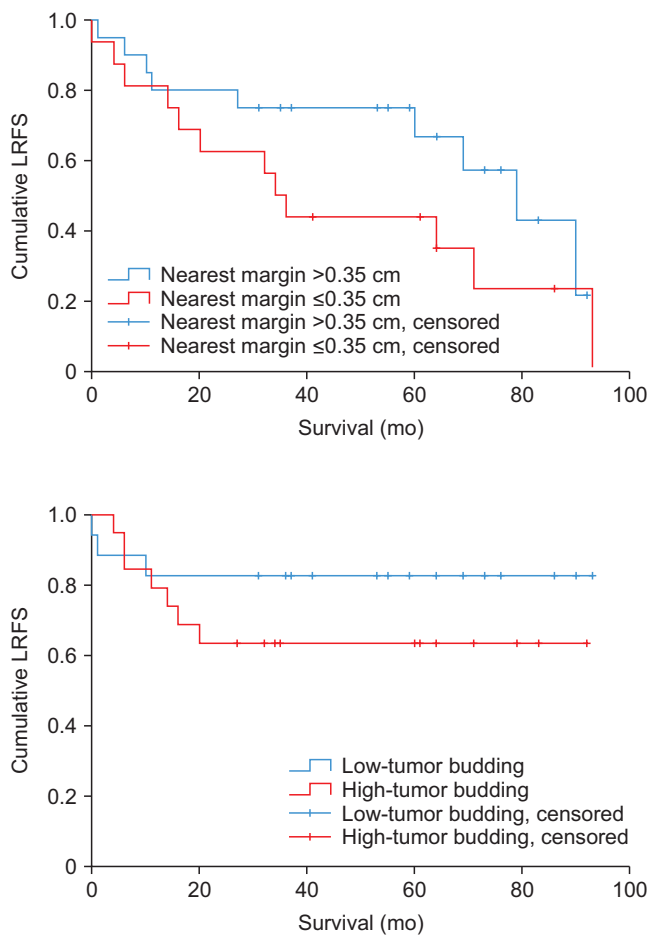 1.0
0.8
0.6
0.4
0.2
0
Cumulative LRFS
Nearest margin >0.35 cm
Nearest margin ≤0.35 cm
Nearest margin >0.35 cm, censored
Nearest margin ≤0.35 cm, censored
0 20 40 60 80 100
Survival (mo)
1.0
0.8
0.6
0.4
0.2
0
Cumulative LRFS
Low-tumor budding
High-tumor budding
Low-tumor budding, censored
High-tumor budding, censored
0 20 40 60 80 100
Survival (mo)